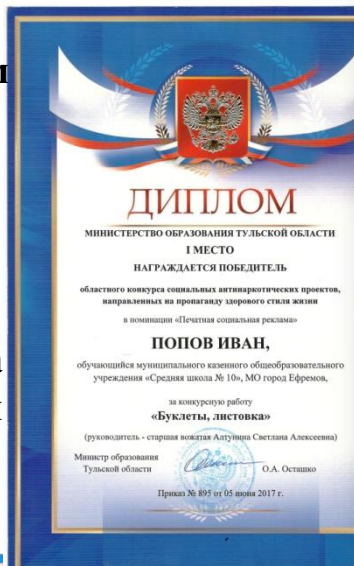 ДИПЛОМ
МИНИСТЕРСТВО ОБРАЗОВАНИЯ ТУЛЬСКОЙ ОБЛАСТИ
I МЕСТО
НАГРАЖДАЕТСЯ ПОБЕДИТЕЛЬ
областного конкурса социальных антинаркотических проектов,
направленных на пропаганду здорового стиля жизни
в номинации «Печатная социальная реклама»
ПОПОВ ИВАН,
обучающийся муниципального казенного общеобразовательного
учреждения «Средняя школа № 10», МО город Ефремов,
за конкурсную работу
«Буклеты, листовка»
(руководитель - старшая вожатая Алтунина Светлана Алексеевна)
Министр образования
Тульской области
О.А. Осташко
Приказ № 895 от 05 июня 2017 г.